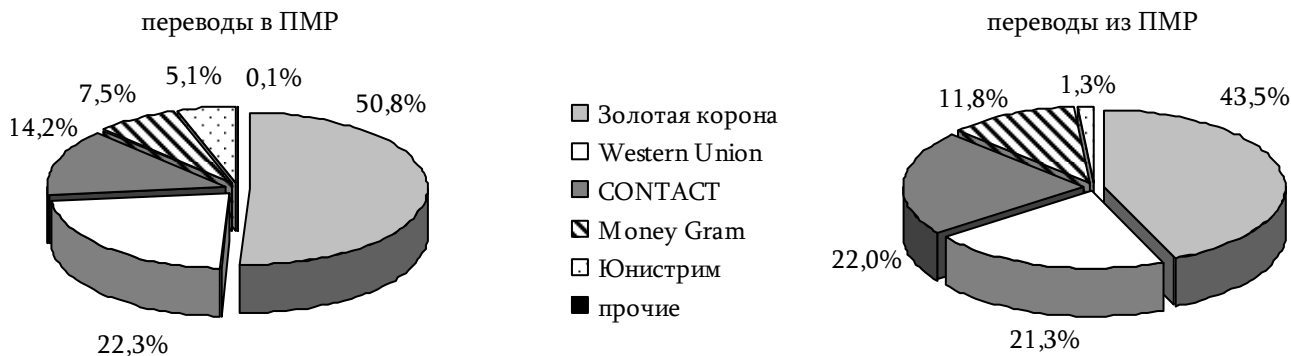 переводы в ПМР
переводы из ПМР
5,1%
0,1%
7,5%
50,8%
14,2%
22,3%
Золотая корона
Western Union
CONTACT
Money Gram
Юнистрим
прочие
1,3%
11,8%
43,5%
22,0%
21,3%